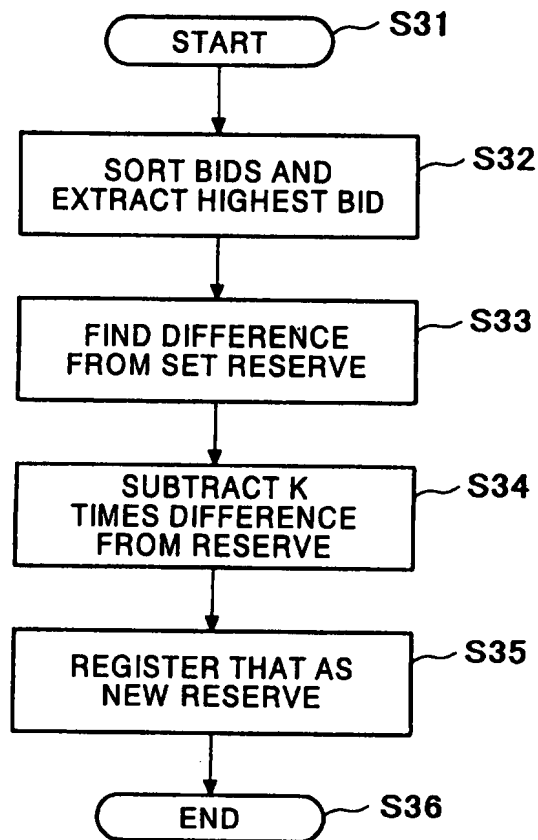 START
S31
SORT BIDS AND
EXTRACT HIGHEST BID
S32
FIND DIFFERENCE
FROM SET RESERVE
S33
SUBTRACT K
TIMES DIFFERENCE
FROM RESERVE
S34
REGISTER THAT AS
NEW RESERVE
S35
END
S36